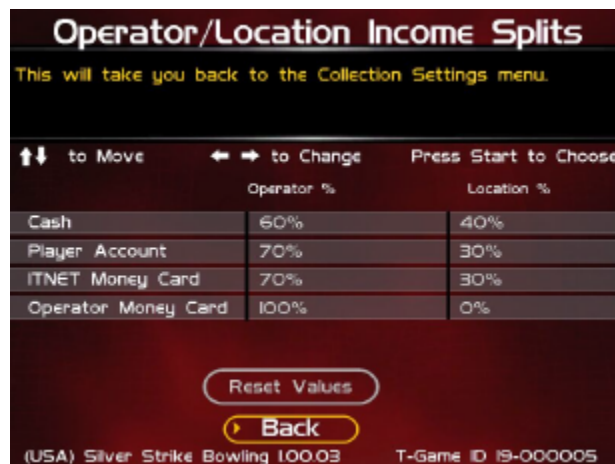 Operator/Location Income Splits
This will take you back to the Collection Settings menu.
to Move to Change Press Start to Choose
Operator % Location %
Cash 60% 40%
Player Account 70% 30%
ITNET Money Card 70% 30%
Operator Money Card 100% 0%
Reset Values
Back
(USA) Silver Strike Bowling 1.00.03 T-Game ID 19-000005